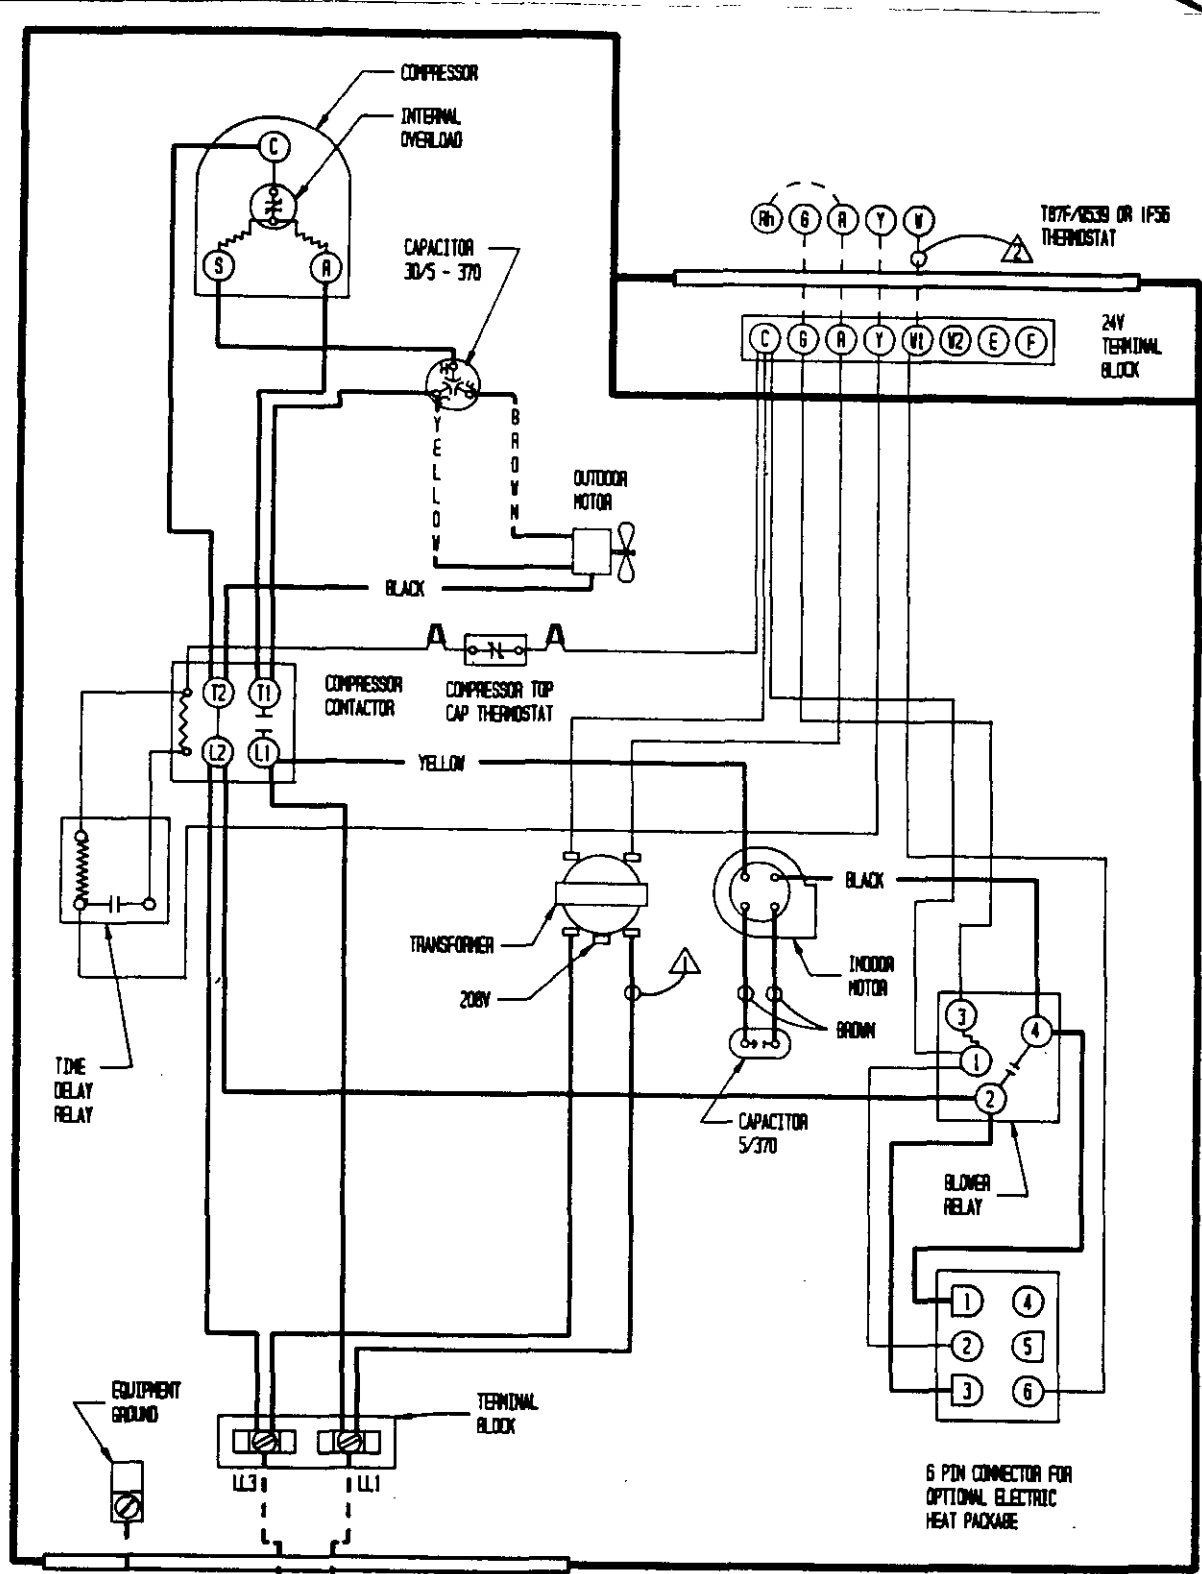 COMPRESSOR
INTERNAL
OVERLOAD
C
S
R
CAPACITOR
30/5 - 370
Rh
G
R
Y
W
2
T87F/Q539 OR 1F56
THERMOSTAT
C
G
R
Y
W1
W2
E
F
24V
TERMINAL
BLOCK
YELLOW
BROWN
OUTDOOR
MOTOR
BLACK
T2
T1
COMPRESSOR
CONTACTOR
COMPRESSOR TOP
CAP THERMOSTAT
L2
L1
YELLOW
BLACK
TRANSFORMER
208V
1
INDOOR
MOTOR
BROWN
3
4
1
2
TIME
DELAY
RELAY
CAPACITOR
5/370
BLOWER
RELAY
1
4
2
5
3
6
EQUIPMENT
GROUND
TERMINAL
BLOCK
LL3
LL1
6 PIN CONNECTOR FOR
OPTIONAL ELECTRIC
HEAT PACKAGE